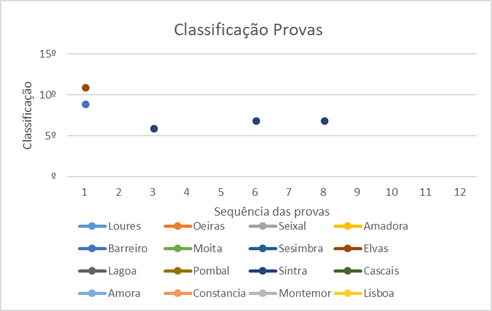 Classificação Provas
Classificação
15º
10º
5º
º
1 2 3 4 5 6 7 8 9 10 11 12
Sequência das provas
Loures Oeiras Seixal Amadora
Barreiro Moita Sesimbra Elvas
Lagoa Pombal Sintra Cascais
Amora Constancia Montemor Lisboa